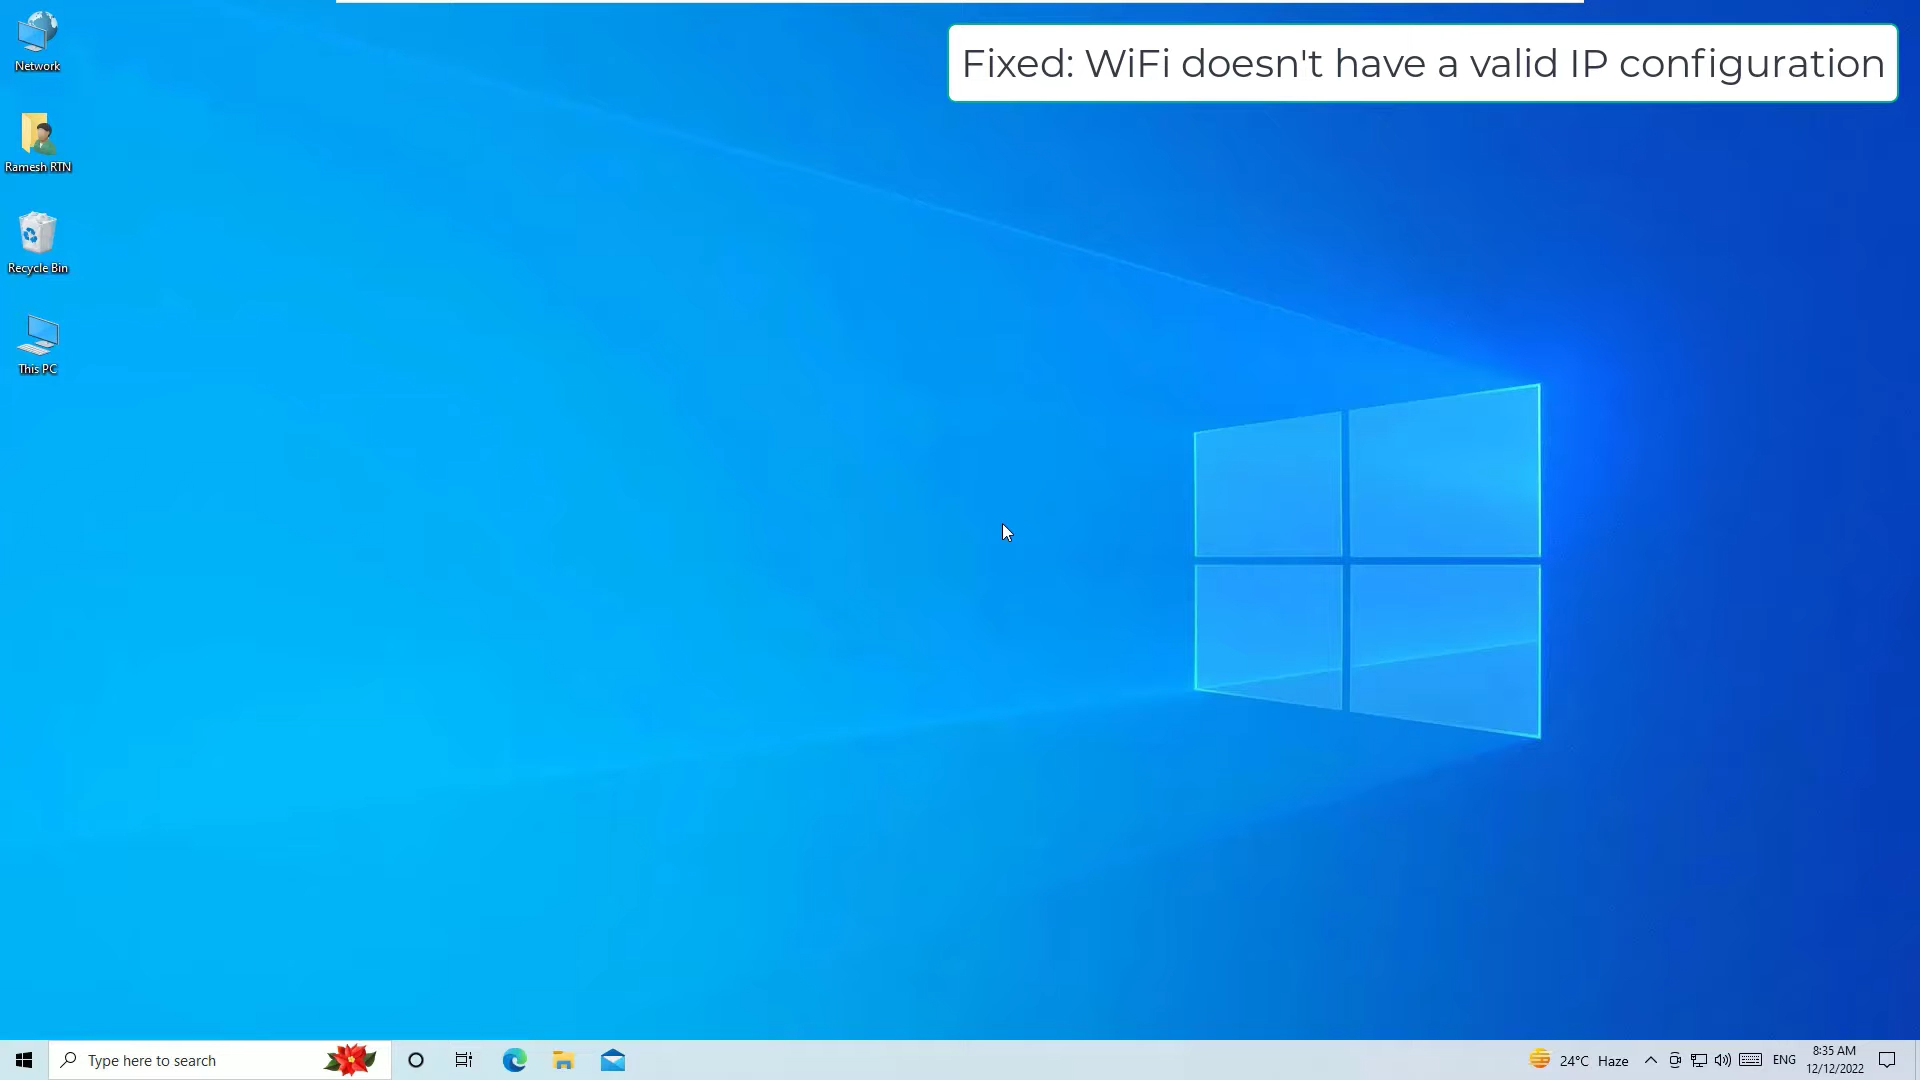 Fixed: WiFi doesn't have a valid IP configuration
Network
Ramesh RTN
Recycle Bin
This PC
Type here to search
24°C Haze
ENG
8:35 AM
12/12/2022